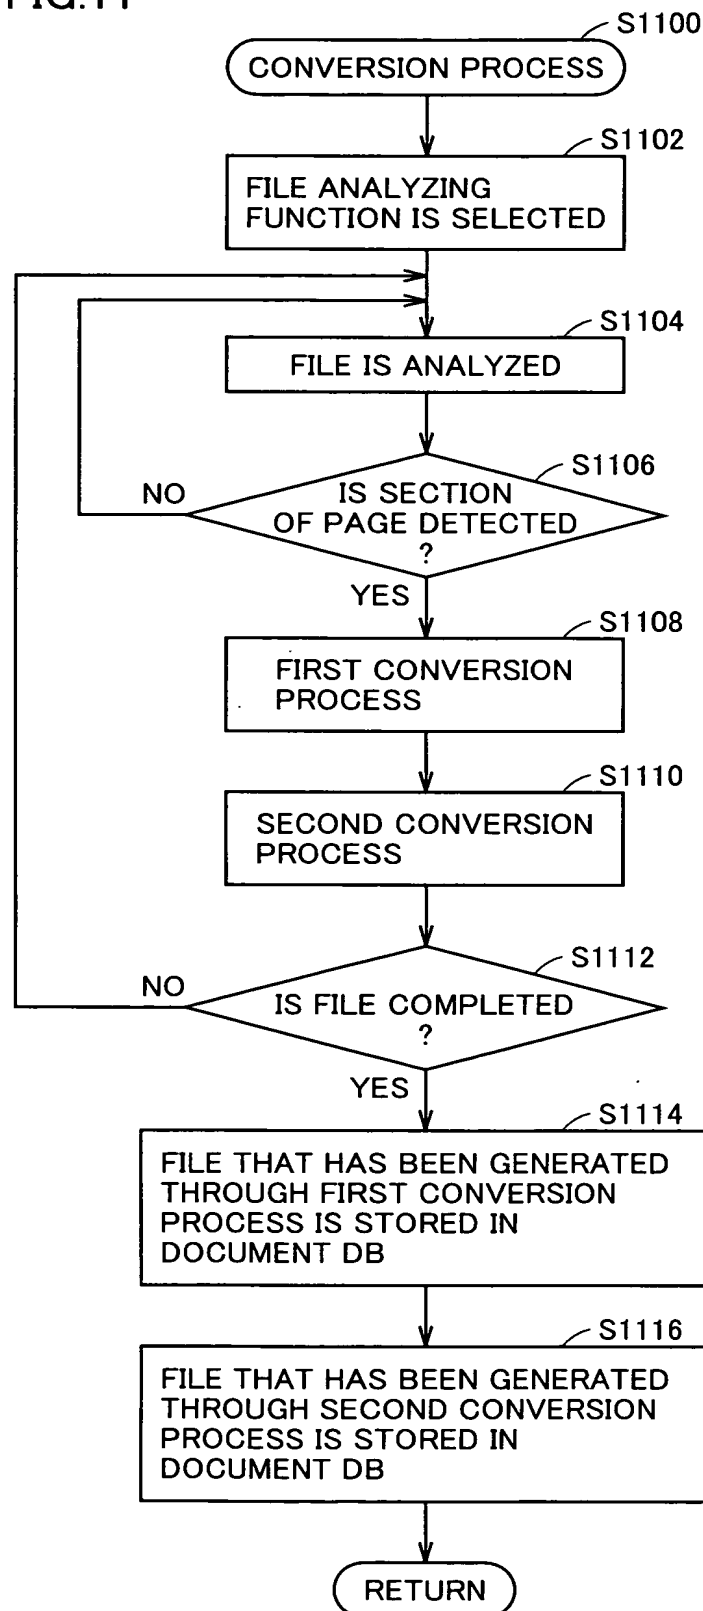 S1100
CONVERSION PROCESS
S1102
FILE ANALYZING
FUNCTION IS SELECTED
S1104
FILE IS ANALYZED
S1106
NO
IS SECTION
OF PAGE DETECTED
?
YES
S1108
FIRST CONVERSION
PROCESS
S1110
SECOND CONVERSION
PROCESS
S1112
NO
IS FILE COMPLETED
?
YES
S1114
FILE THAT HAS BEEN GENERATED
THROUGH FIRST CONVERSION
PROCESS IS STORED IN
DOCUMENT DB
S1116
FILE THAT HAS BEEN GENERATED
THROUGH SECOND CONVERSION
PROCESS IS STORED IN
DOCUMENT DB
RETURN